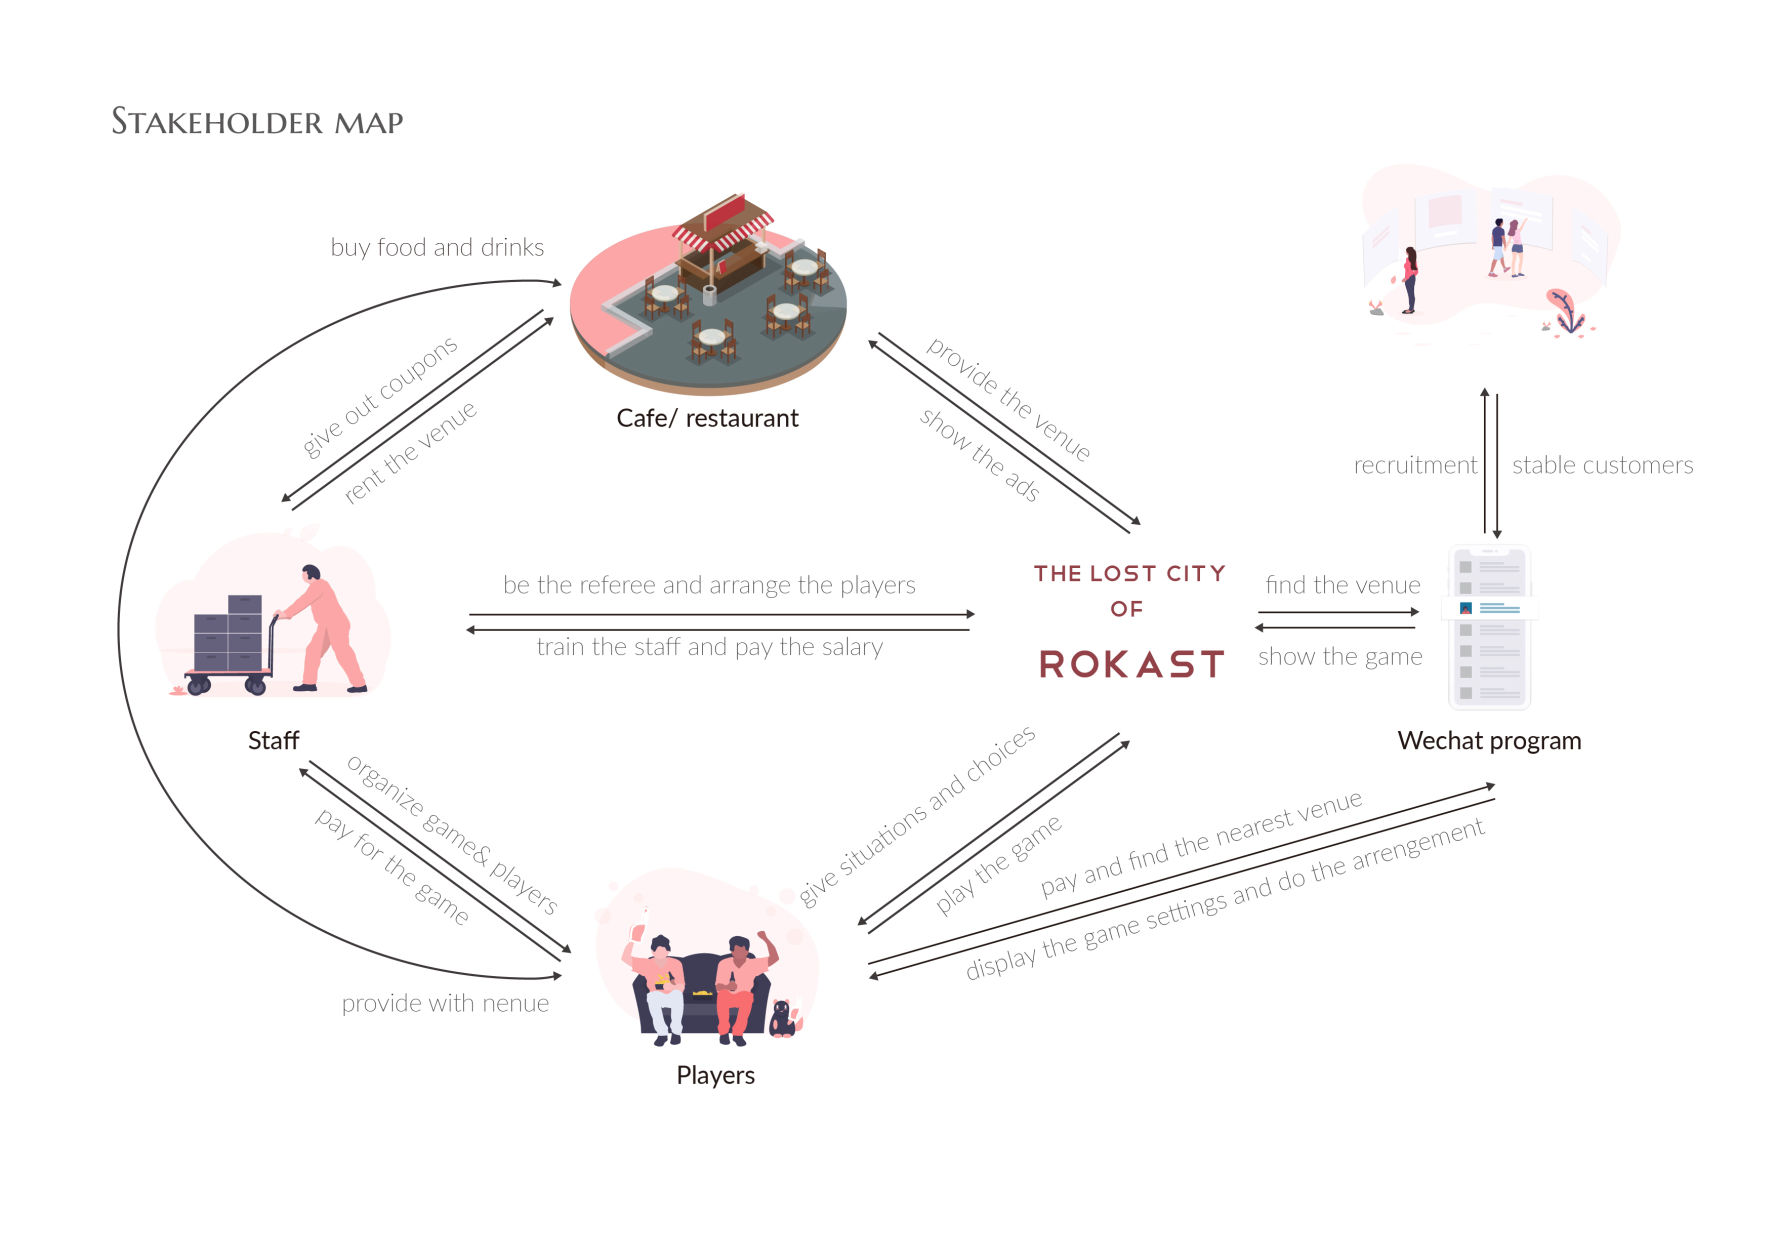 STAKEHOLDER MAP
buy food and drinks
give out coupons
rent the venue
Cafe/ restaurant
provide the venue
show the ads
recruitment
stable customers
be the referee and arrange the players
train the staff and pay the salary
THE LOST CITY
OF
ROKAST
find the venue
show the game
Staff
Wechat program
organize game& players
pay for the game
give situations and choices
play the game
pay and find the nearest venue
display the game settings and do the arrengement
provide with nenue
Players